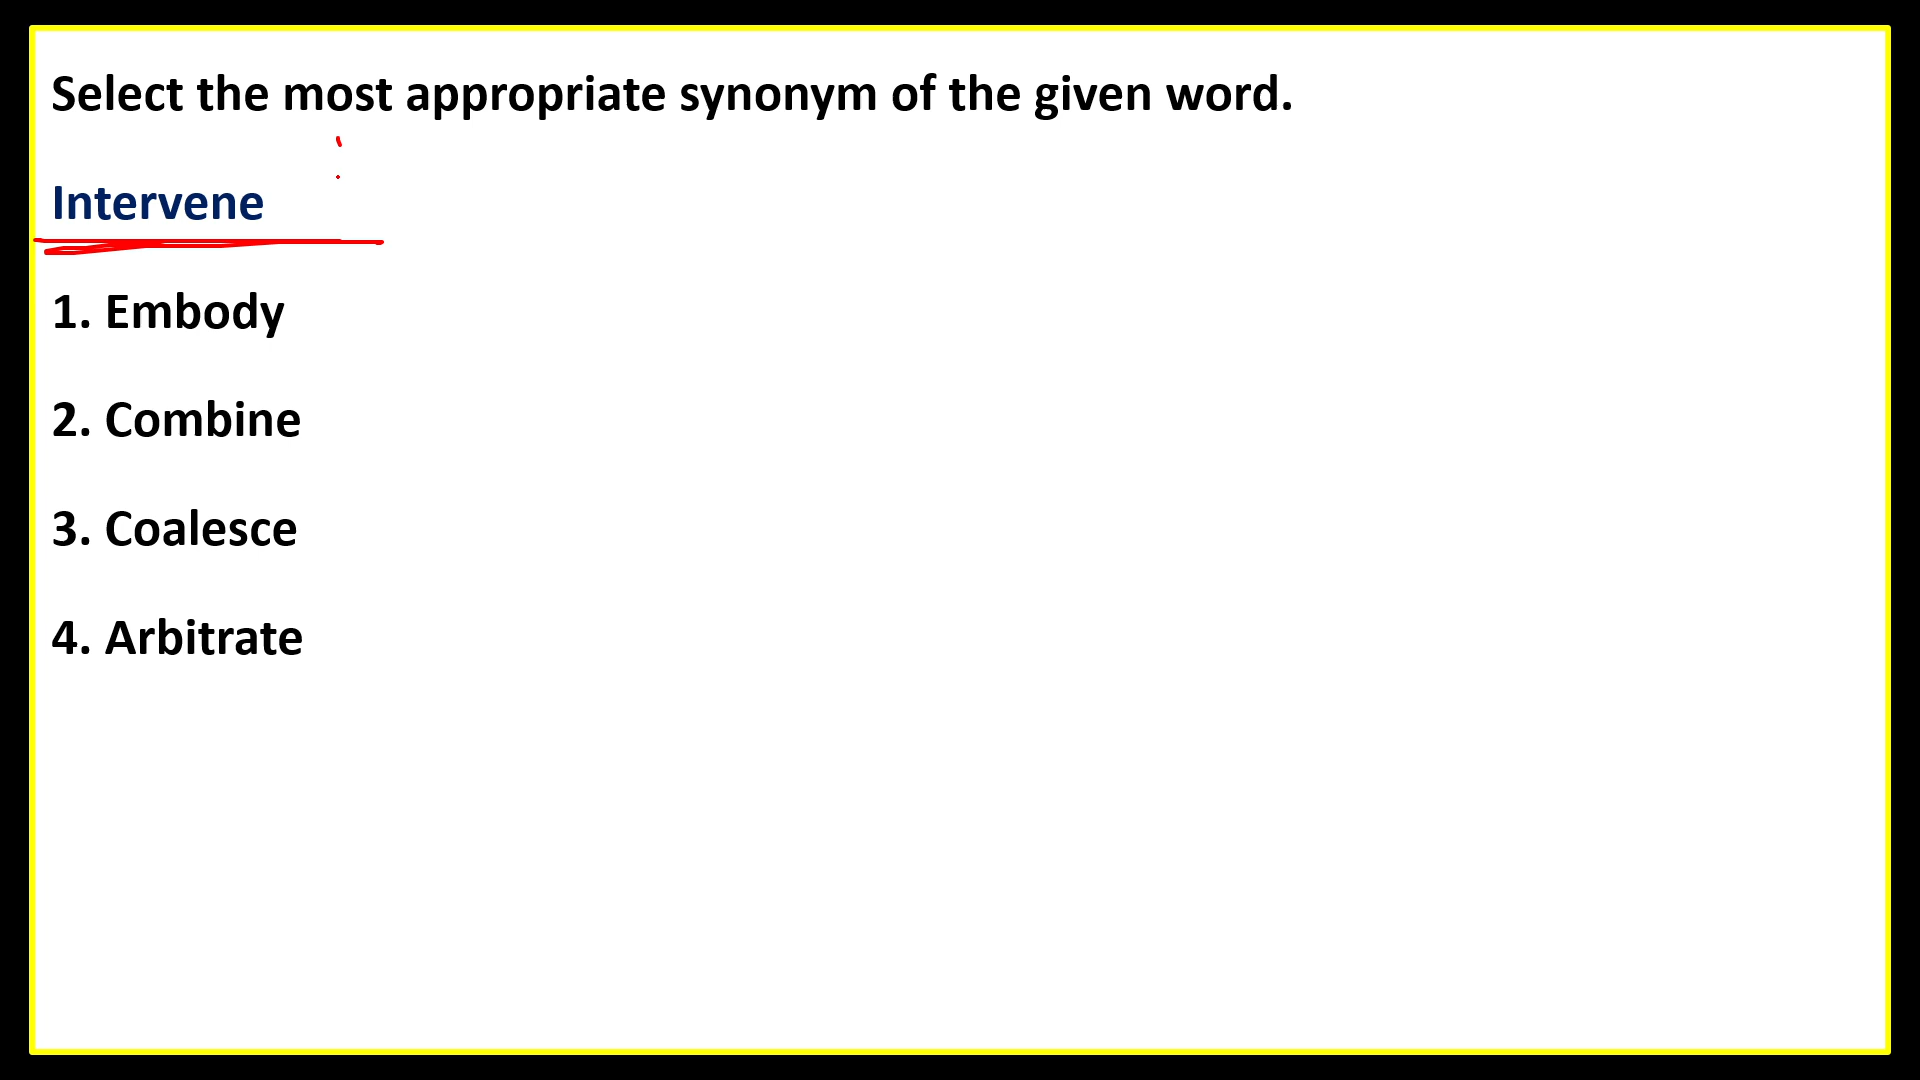 Select the most appropriate synonym of the given word.
Intervene
1. Embody
2. Combine
3. Coalesce
4. Arbitrate